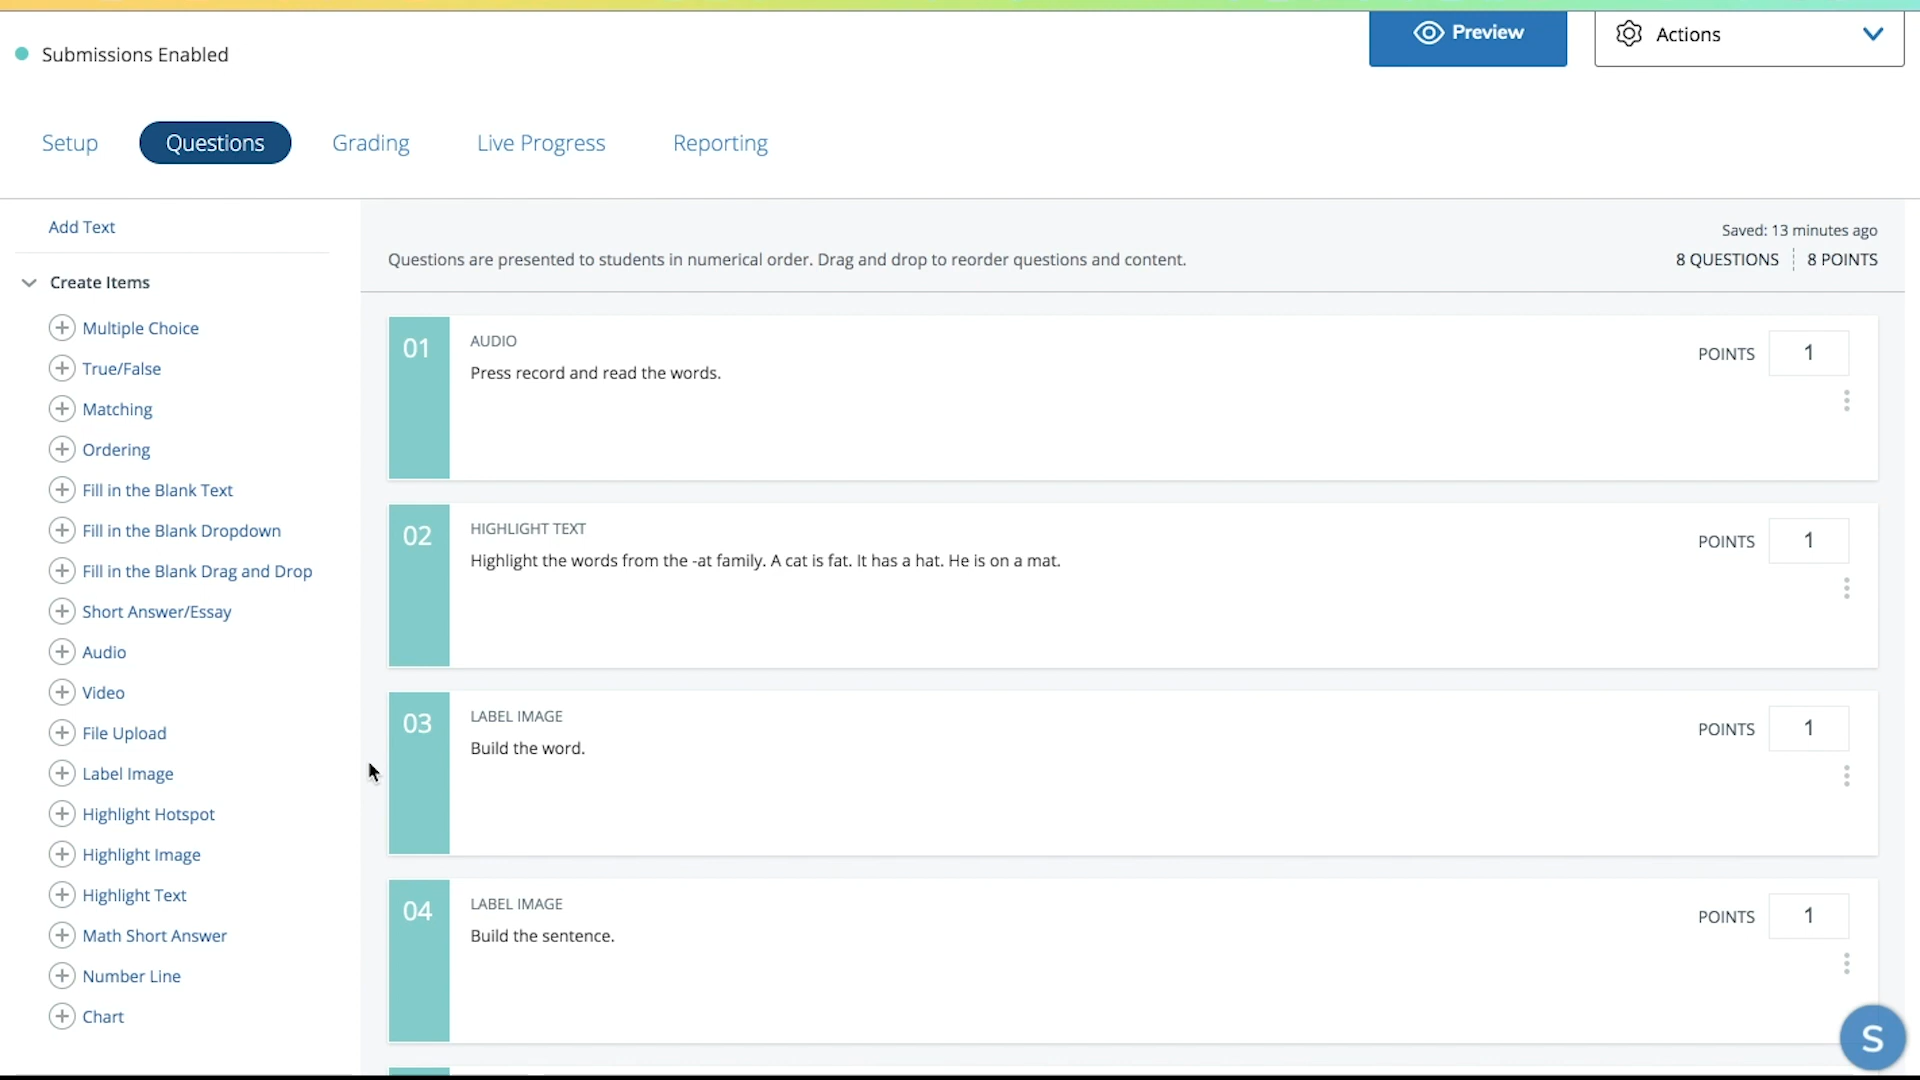 Submissions Enabled
Preview
Actions
Setup
Questions
Grading
Live Progress
Reporting
Add Text
Create Items
Multiple Choice
True/False
Matching
Ordering
Fill in the Blank Text
Fill in the Blank Dropdown
Fill in the Blank Drag and Drop
Short Answer/Essay
Audio
Video
File Upload
Label Image
Highlight Hotspot
Highlight Image
Highlight Text
Math Short Answer
Number Line
Chart
Saved: 13 minutes ago
Questions are presented to students in numerical order. Drag and drop to reorder questions and content.
8 QUESTIONS
8 POINTS
01
AUDIO
Press record and read the words.
POINTS
1
02
HIGHLIGHT TEXT
Highlight the words from the -at family. A cat is fat. It has a hat. He is on a mat.
POINTS
1
03
LABEL IMAGE
Build the word.
POINTS
1
04
LABEL IMAGE
Build the sentence.
POINTS
1
S